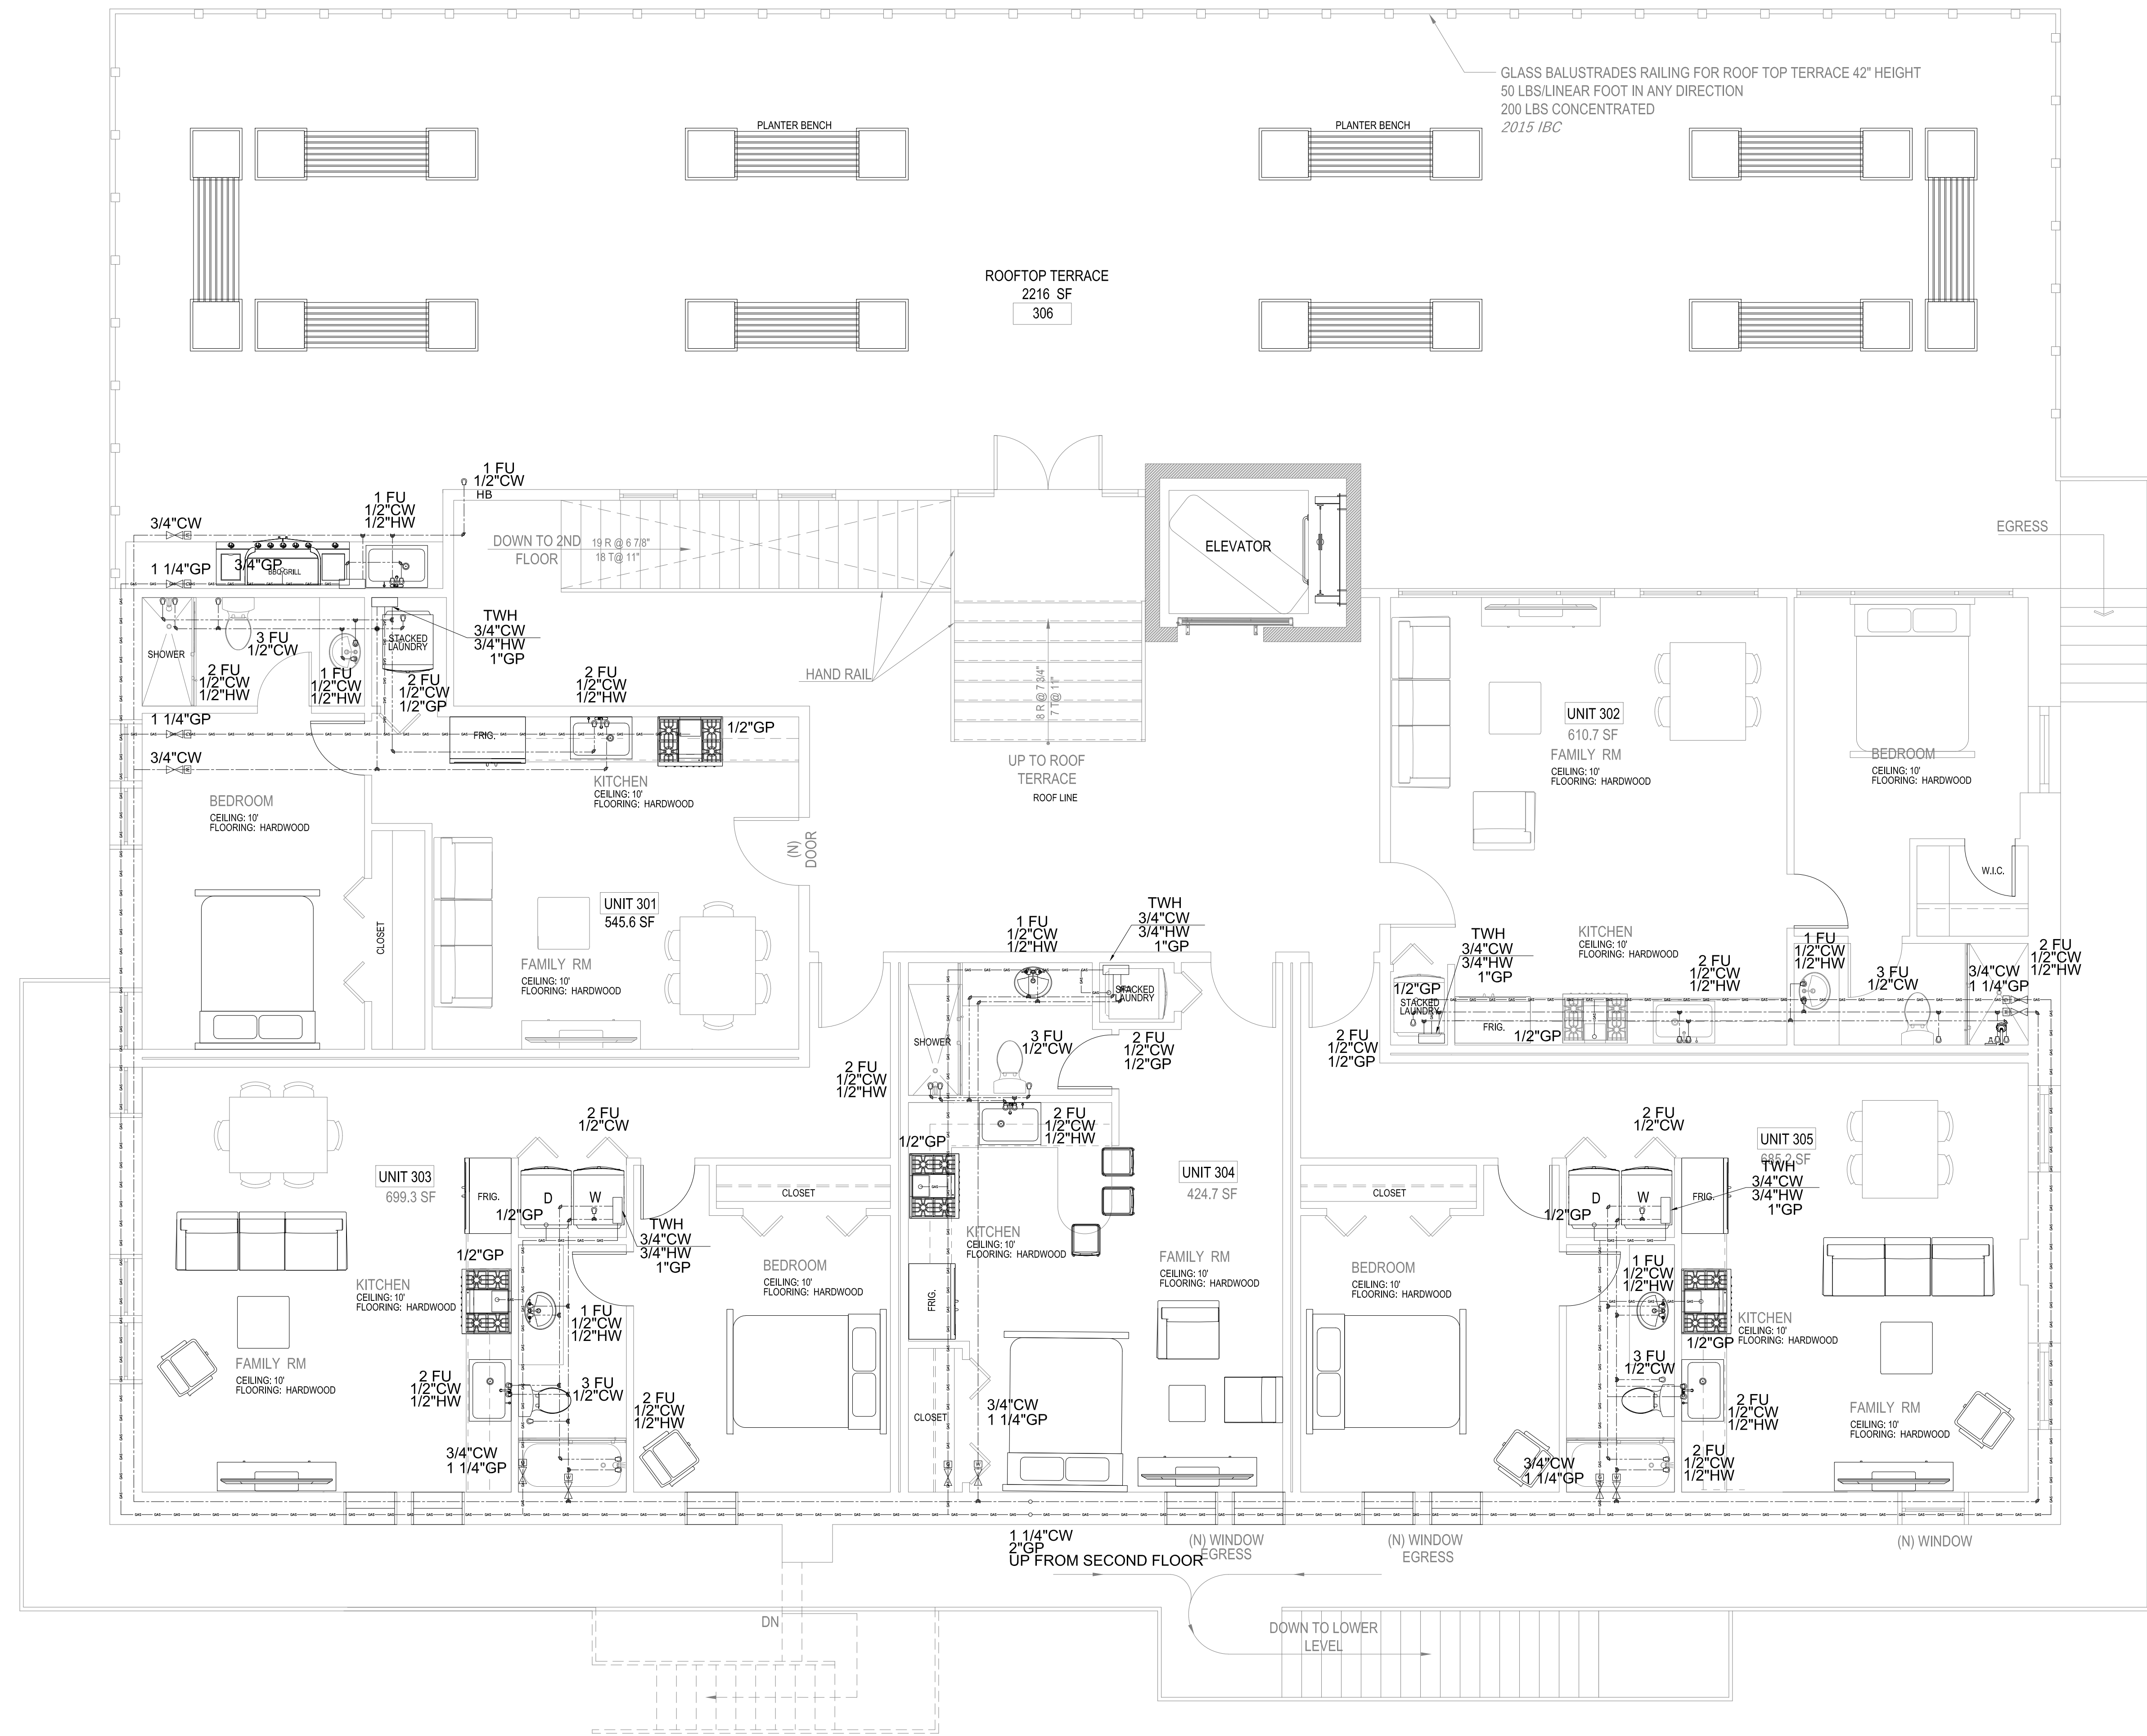 GLASS BALUSTRADES RAILING FOR ROOF TOP TERRACE 42" HEIGHT
50 LBS/LINEAR FOOT IN ANY DIRECTION
200 LBS CONCENTRATED
2015 IBC
PLANTER BENCH
PLANTER BENCH
ROOFTOP TERRACE
2216 SF
306
1 FU
1/2"CW
HB
1 FU
1/2"CW
1/2"HW
3/4"CW
1 1/4"GP
3/4"GP
BBQ GRILL
DOWN TO 2ND
FLOOR
19 R @ 6 7/8"
18 T@ 11"
ELEVATOR
EGRESS
TWH
3/4"CW
3/4"HW
1"GP
STACKED
LAUNDRY
SHOWER
3 FU
1/2"CW
2 FU
1/2"CW
1/2"HW
1 FU
1/2"CW
1/2"HW
2 FU
1/2"CW
1/2"GP
2 FU
1/2"CW
1/2"HW
HAND RAIL
8 R @ 7 3/4"
7 T@ 11"
1 1/4"GP
3/4"CW
FRIG.
1/2"GP
KITCHEN
CEILING: 10'
FLOORING: HARDWOOD
BEDROOM
CEILING: 10'
FLOORING: HARDWOOD
UP TO ROOF
TERRACE
ROOF LINE
(N)
DOOR
UNIT 302
610.7 SF
FAMILY RM
CEILING: 10'
FLOORING: HARDWOOD
BEDROOM
CEILING: 10'
FLOORING: HARDWOOD
W.I.C.
CLOSET
UNIT 301
545.6 SF
FAMILY RM
CEILING: 10'
FLOORING: HARDWOOD
1 FU
1/2"CW
1/2"HW
TWH
3/4"CW
3/4"HW
1"GP
STACKED
LAUNDRY
SHOWER
3 FU
1/2"CW
2 FU
1/2"CW
1/2"GP
2 FU
1/2"CW
1/2"HW
2 FU
1/2"CW
1/2"GP
TWH
3/4"CW
3/4"HW
1"GP
1/2"GP
STACKED
LAUNDRY
FRIG.
1/2"GP
KITCHEN
CEILING: 10'
FLOORING: HARDWOOD
2 FU
1/2"CW
1/2"HW
1 FU
1/2"CW
1/2"HW
3 FU
1/2"CW
3/4"CW
1 1/4"GP
2 FU
1/2"CW
1/2"HW
2 FU
1/2"CW
UNIT 303
699.3 SF
FRIG.
D
W
1/2"GP
TWH
3/4"CW
3/4"HW
1"GP
1/2"GP
KITCHEN
CEILING: 10'
FLOORING: HARDWOOD
FAMILY RM
CEILING: 10'
FLOORING: HARDWOOD
1 FU
1/2"CW
1/2"HW
2 FU
1/2"CW
1/2"HW
3 FU
1/2"CW
2 FU
1/2"CW
1/2"HW
3/4"CW
1 1/4"GP
CLOSET
BEDROOM
CEILING: 10'
FLOORING: HARDWOOD
1/2"GP
2 FU
1/2"CW
1/2"HW
UNIT 304
424.7 SF
KITCHEN
CEILING: 10'
FLOORING: HARDWOOD
FAMILY RM
CEILING: 10'
FLOORING: HARDWOOD
FRIG.
CLOSET
3/4"CW
1 1/4"GP
CLOSET
BEDROOM
CEILING: 10'
FLOORING: HARDWOOD
2 FU
1/2"CW
UNIT 305
685.2 SF
TWH
3/4"CW
3/4"HW
1"GP
D
W
FRIG.
1/2"GP
1 FU
1/2"CW
1/2"HW
1/2"GP
KITCHEN
CEILING: 10'
FLOORING: HARDWOOD
3 FU
1/2"CW
2 FU
1/2"CW
1/2"HW
FAMILY RM
CEILING: 10'
FLOORING: HARDWOOD
3/4"CW
1 1/4"GP
2 FU
1/2"CW
1/2"HW
1 1/4"CW
2"GP
UP FROM SECOND FLOOR
(N) WINDOW
EGRESS
(N) WINDOW
EGRESS
(N) WINDOW
DN
DOWN TO LOWER
LEVEL